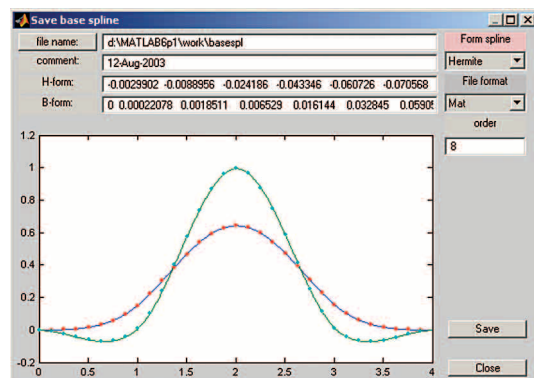 Save base spline
file name: d:\MATLAB6p1\work\basespl
Form spline
comment: 12-Aug-2003
Hermite
H-form: -0.0029902 -0.0088956 -0.024186 -0.043346 -0.060726 -0.070568
File format
B-form: 0 0.00022078 0.0018511 0.006529 0.016144 0.032845 0.0590
Mat
order
8
1.2
1
0.8
0.6
0.4
0.2
0
-0.2
0 0.5 1 1.5 2 2.5 3 3.5 4
Save
Close